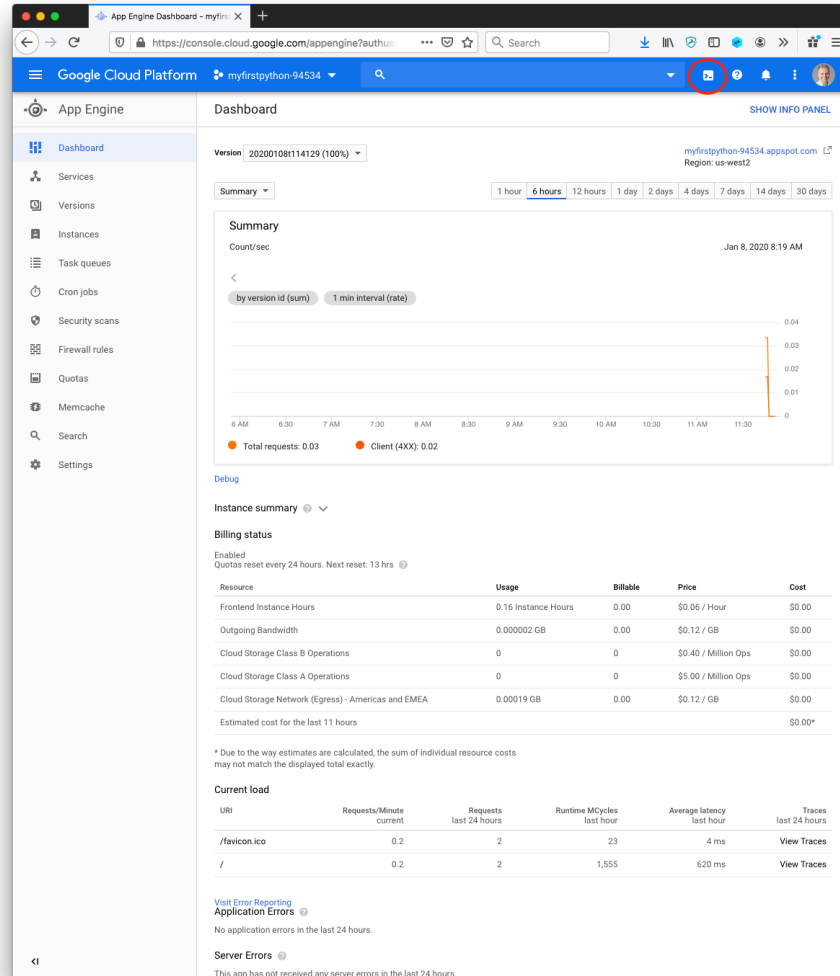 App Engine Dashboard - myfirs
https://console.cloud.google.com/appengine?authus
Search
Google Cloud Platform
myfirstpython-94534
App Engine
Dashboard
SHOW INFO PANEL
Dashboard
Services
Versions
Instances
Task queues
Cron jobs
Security scans
Firewall rules
Quotas
Memcache
Search
Settings
Version 20200108t114129 (100%)
myfirstpython-94534.appspot.com
Region: us-west2
Summary
1 hour 6 hours 12 hours 1 day 2 days 4 days 7 days 14 days 30 days
Summary
Count/sec
Jan 8, 2020 8:19 AM
by version id (sum) 1 min interval (rate)
0.04
0.03
0.02
0.01
0
6 AM 6:30 7 AM 7:30 8 AM 8:30 9 AM 9:30 10 AM 10:30 11 AM 11:30
Total requests: 0.03 Client (4XX): 0.02
Debug
Instance summary
Billing status
Enabled
Quotas reset every 24 hours. Next reset: 13 hrs
Resource Usage Billable Price Cost
Frontend Instance Hours 0.16 Instance Hours 0.00 $0.06 / Hour $0.00
Outgoing Bandwidth 0.000002 GB 0.00 $0.12 / GB $0.00
Cloud Storage Class B Operations 0 0 $0.40 / Million Ops $0.00
Cloud Storage Class A Operations 0 0 $5.00 / Million Ops $0.00
Cloud Storage Network (Egress) - Americas and EMEA 0.00019 GB 0.00 $0.12 / GB $0.00
Estimated cost for the last 11 hours $0.00*
* Due to the way estimates are calculated, the sum of individual resource costs
may not match the displayed total exactly.
Current load
URI Requests/Minute Requests Runtime MCycles Average latency Traces
current last 24 hours last hour last hour last 24 hours
/favicon.ico 0.2 2 23 4 ms View Traces
/ 0.2 2 1,555 620 ms View Traces
Visit Error Reporting
Application Errors
No application errors in the last 24 hours.
Server Errors
This app has not received any server errors in the last 24 hours.